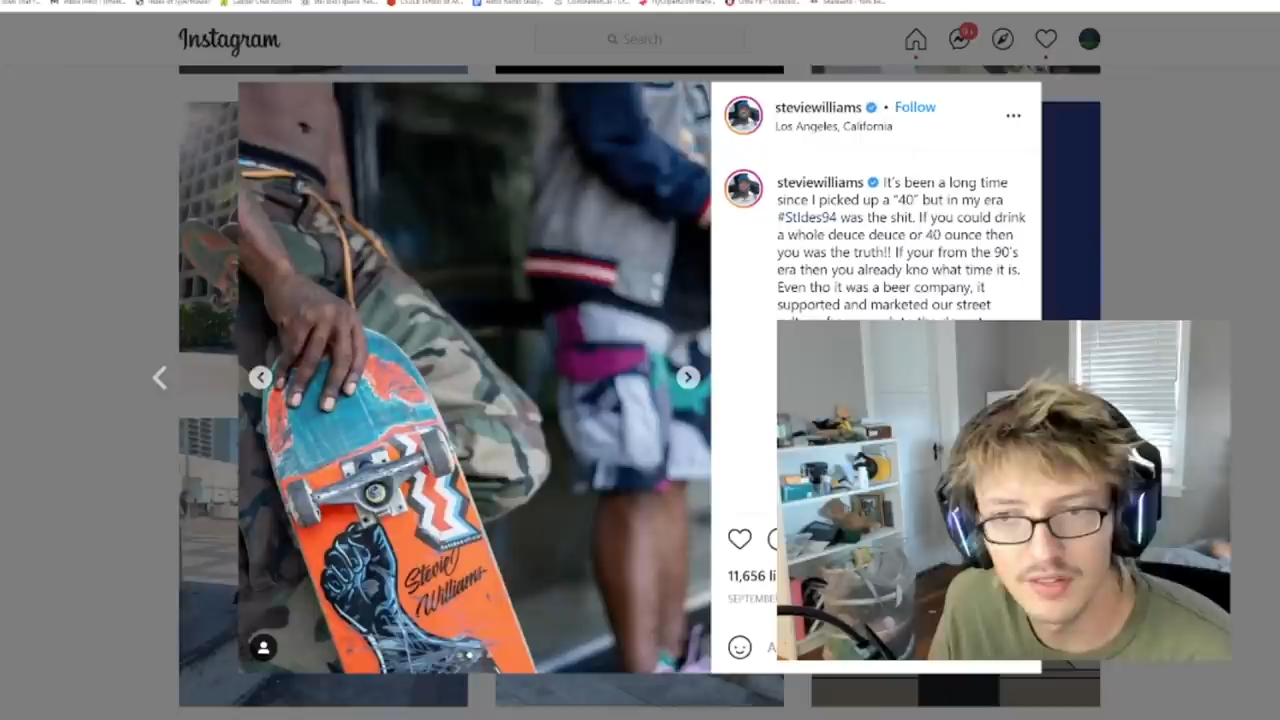 Instagram
Search
steviewilliams • Follow
Los Angeles, California
steviewilliams It's been a long time
since I picked up a "40" but in my era
#StIdes94 was the shit. If you could drink
a whole deuce deuce or 40 ounce then
you was the truth!! If your from the 90's
era then you already kno what time it is.
Even tho it was a beer company, it
supported and marketed our street
11,656 li
SEPTEMBE
A
Stevie
Williams